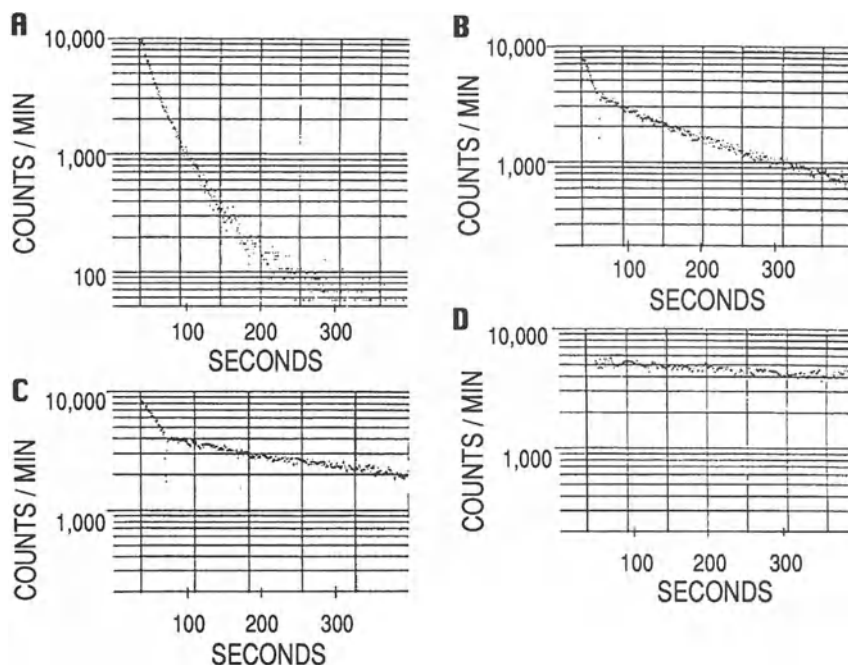 A
10,000
1,000
100
COUNTS / MIN
100 200 300
SECONDS
B
10,000
1,000
COUNTS / MIN
100 200 300
SECONDS
C
10,000
1,000
COUNTS / MIN
100 200 300
SECONDS
D
10,000
1,000
COUNTS / MIN
100 200 300
SECONDS